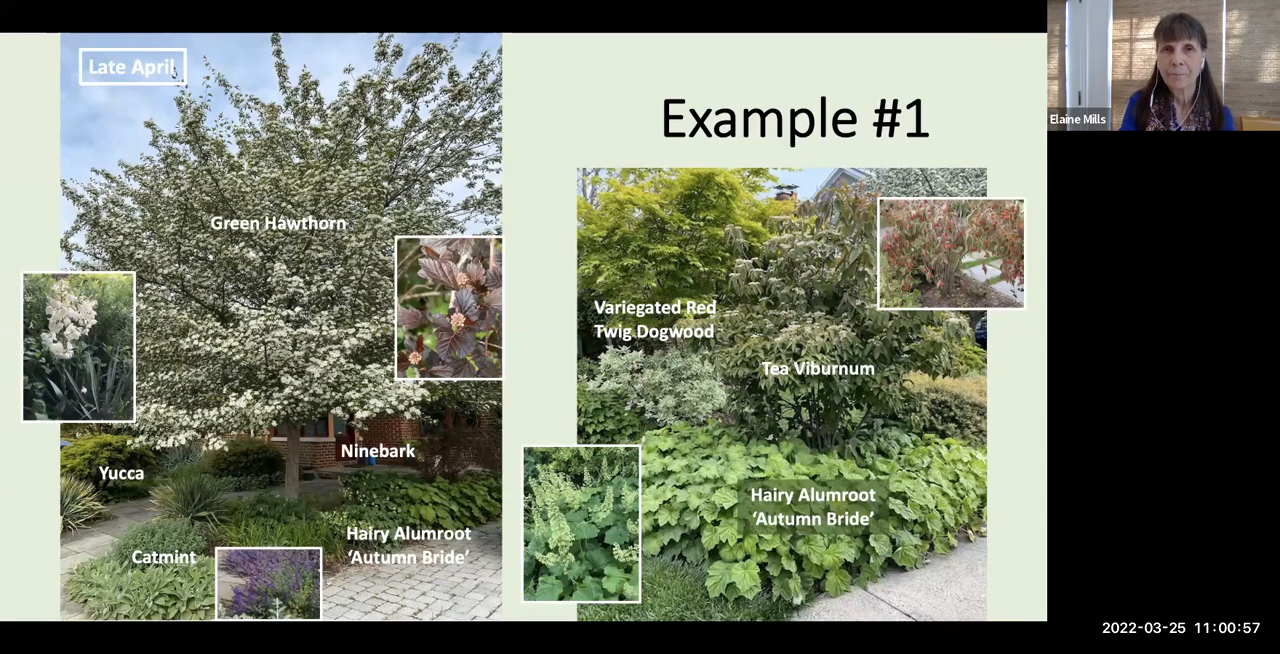 Late April
Example #1
Elaine Mills
Green Hawthorn
Variegated Red
Twig Dogwood
Tea Viburnum
Ninebark
Yucca
Hairy Alumroot
‘Autumn Bride’
Hairy Alumroot
‘Autumn Bride’
Catmint
2022-03-25 11:00:57